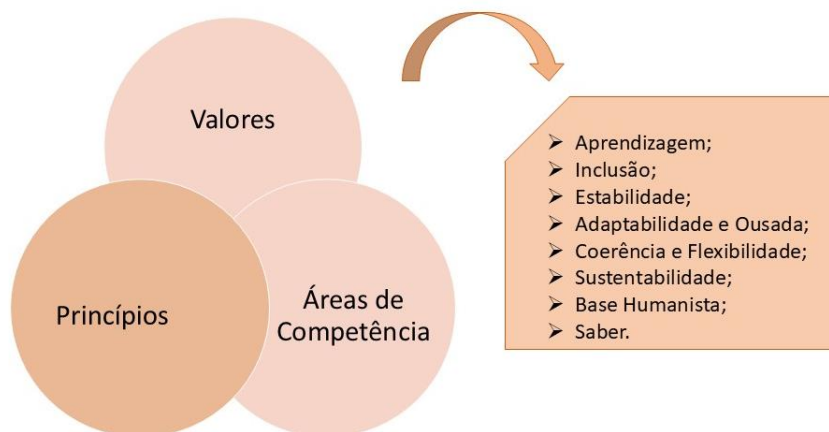 Valores
Princípios
Áreas de
Competência
➢ Aprendizagem;
➢ Inclusão;
➢ Estabilidade;
➢ Adaptabilidade e Ousada;
➢ Coerência e Flexibilidade;
➢ Sustentabilidade;
➢ Base Humanista;
➢ Saber.